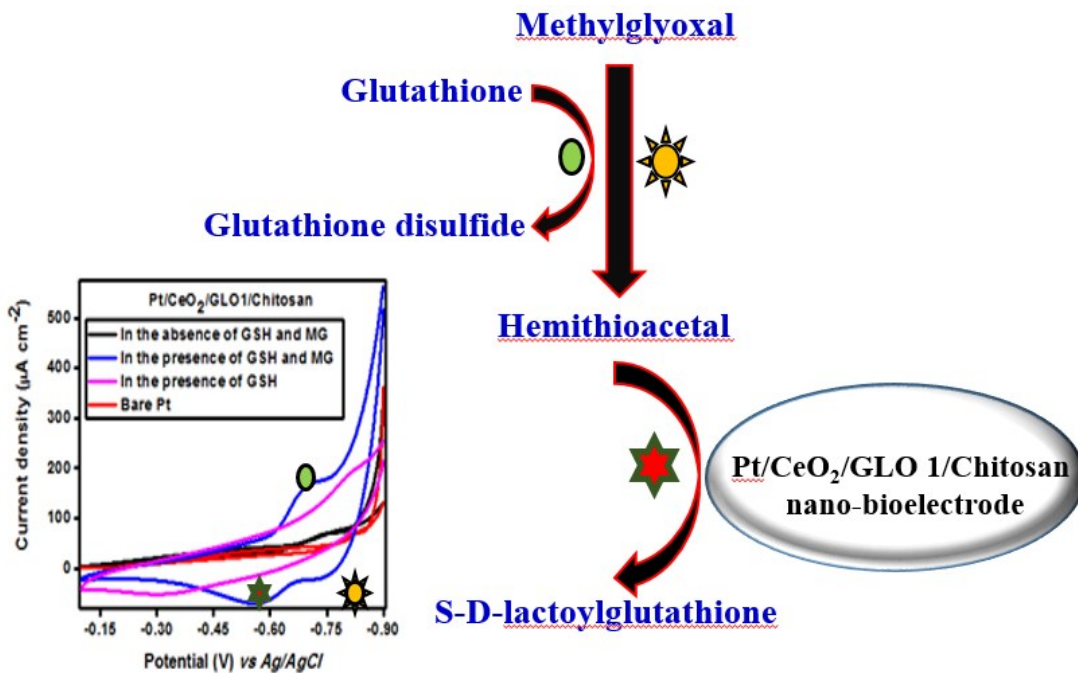 Methylglyoxal
Glutathione
Glutathione disulfide
Hemithioacetal
Pt/CeO₂/GLO 1/Chitosan
nano-bioelectrode
S-D-lactoylglutathione
Pt/CeO₂/GLO1/Chitosan
In the absence of GSH and MG
In the presence of GSH and MG
In the presence of GSH
Bare Pt
Current density (µA cm⁻²)
500
400
300
200
100
0
-0.15 -0.30 -0.45 -0.60 -0.75 -0.90
Potential (V) vs Ag/AgCl